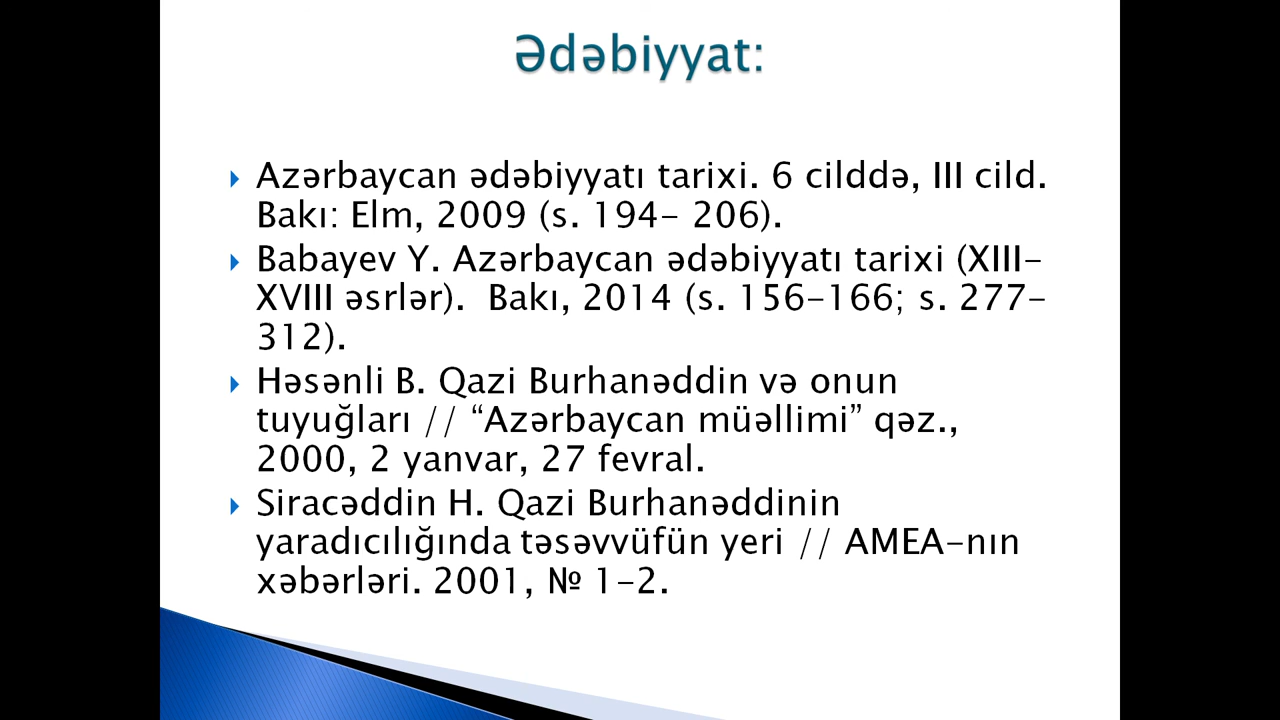 Ədəbiyyat:
Azərbaycan ədəbiyyatı tarixi. 6 cilddə, III cild.
Bakı: Elm, 2009 (s. 194- 206).
Babayev Y. Azərbaycan ədəbiyyatı tarixi (XIII-
XVIII əsrlər).  Bakı, 2014 (s. 156-166; s. 277-
312).
Həsənli B. Qazi Burhanəddin və onun
tuyuğları // “Azərbaycan müəllimi” qəz.,
2000, 2 yanvar, 27 fevral.
Siracəddin H. Qazi Burhanəddinin
yaradıcılığında təsəvvüfün yeri // AMEA-nın
xəbərləri. 2001, № 1-2.